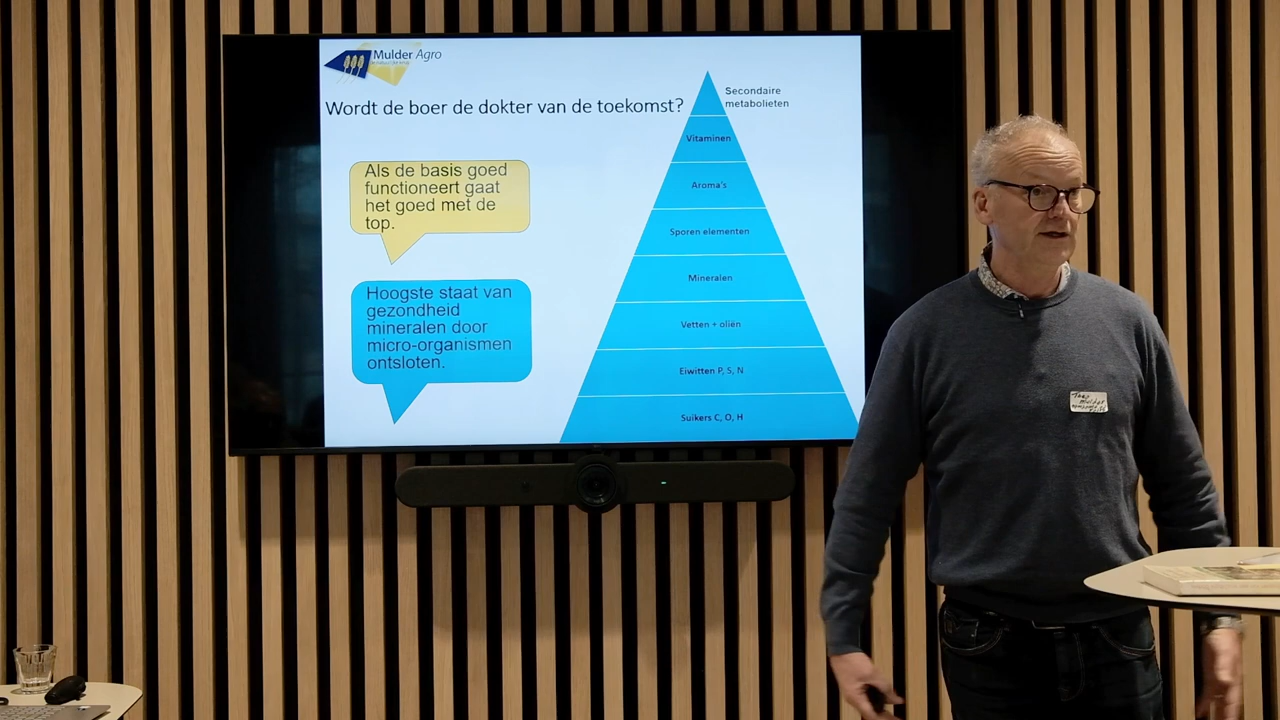 Mulder Agro
Wordt de boer de dokter van de toekomst?
Secondaire
metabolieten
Vitaminen
Aroma's
Sporen elementen
Mineralen
Vetten + oliën
Eiwitten P, S, N
Suikers C, O, H
Als de basis goed
functioneert gaat
het goed met de
top.
Hoogste staat van
gezondheid
mineralen door
micro-organismen
ontsloten.
Theo
Mulder